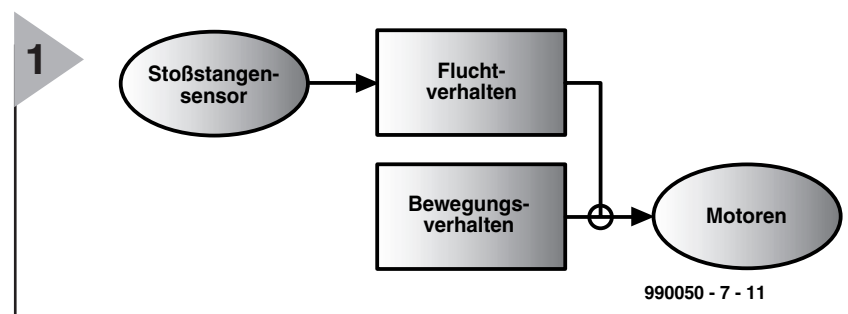 1
Stoßstangen-
sensor
Flucht-
verhalten
Bewegungs-
verhalten
Motoren
990050 - 7 - 11